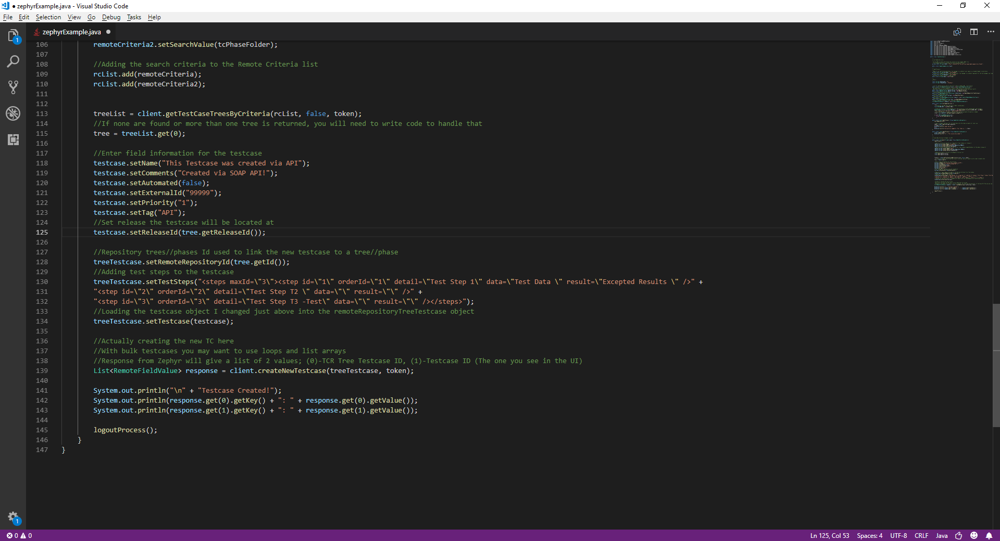 ● zephyrExample.java - Visual Studio Code
File Edit Selection View Go Debug Tasks Help
1
zephyrExample.java ●
106 remoteCriteria2.setSearchValue(tcPhaseFolder);
107
108 //Adding the search criteria to the Remote Criteria list
109 rcList.add(remoteCriteria);
110 rcList.add(remoteCriteria2);
111
112
113 treeList = client.getTestCaseTreesByCriteria(rcList, false, token);
114 //If none are found or more than one tree is returned, you will need to write code to handle that
115 tree = treeList.get(0);
116
117 //Enter field information for the testcase
118 testcase.setName("This Testcase was created via API");
119 testcase.setComments("Created via SOAP API!");
120 testcase.setAutomated(false);
121 testcase.setExternalId("99999");
122 testcase.setPriority("1");
123 testcase.setTag("API");
124 //Set release the testcase will be located at
125 testcase.setReleaseId(tree.getReleaseId());
126
127 //Repository trees//phases Id used to link the new testcase to a tree//phase
128 treeTestcase.setRemoteRepositoryId(tree.getId());
129 //Adding test steps to the testcase
130 treeTestcase.setTestSteps("<steps maxId=\"3\"><step id=\"1\" orderId=\"1\" detail=\"Test Step 1\" data=\"Test Data \" result=\"Excepted Results \" />" +
131 "<step id=\"2\" orderId=\"2\" detail=\"Test Step T2 \" data=\"\" result=\"\" />" +
132 "<step id=\"3\" orderId=\"3\" detail=\"Test Step T3 -Test\" data=\"\" result=\"\" /></steps>");
133 //Loading the testcase object I changed just above into the remoteRepositoryTreeTestcase object
134 treeTestcase.setTestcase(testcase);
135
136 //Actually creating the new TC here
137 //With bulk testcases you may want to use loops and list arrays
138 //Response from Zephyr will give a list of 2 values; (0)-TCR Tree Testcase ID, (1)-Testcase ID (The one you see in the UI)
139 List<RemoteFieldValue> response = client.createNewTestcase(treeTestcase, token);
140
141 System.out.println("\n" + "Testcase Created!");
142 System.out.println(response.get(0).getKey() + ": " + response.get(0).getValue());
143 System.out.println(response.get(1).getKey() + ": " + response.get(1).getValue());
144
145 logoutProcess();
146 }
147 }
1
0 0 Ln 125, Col 53 Spaces: 4 UTF-8 CRLF Java